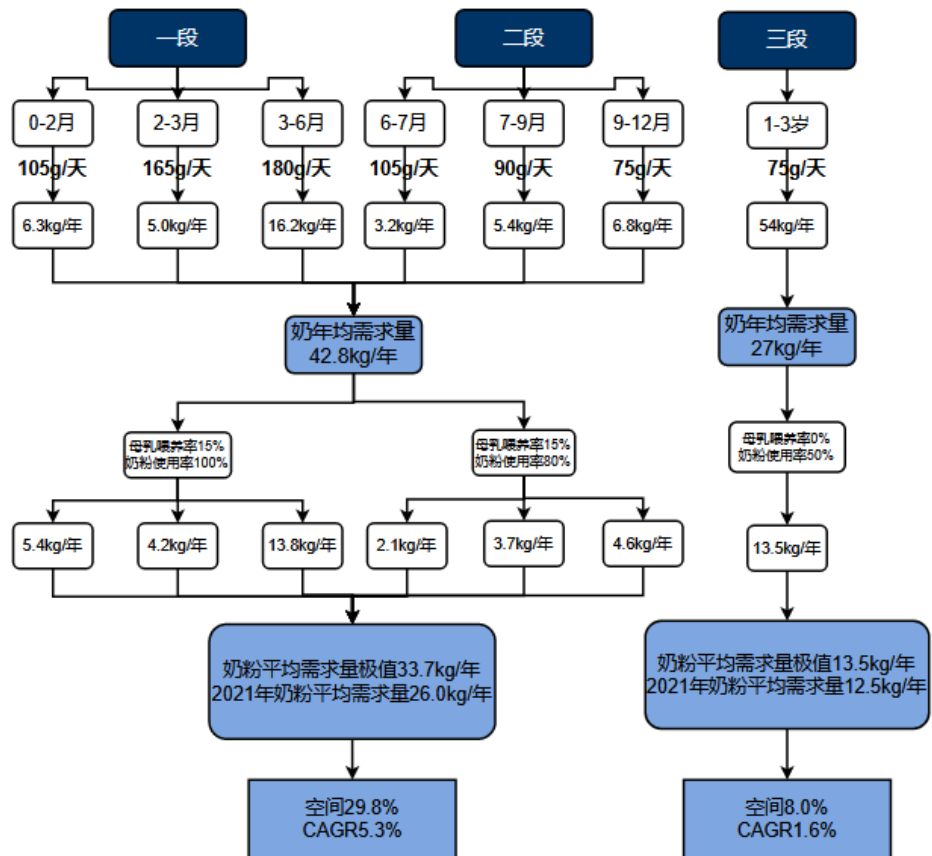 一段
二段
三段
0-2月
2-3月
3-6月
6-7月
7-9月
9-12月
1-3岁
105g/天
165g/天
180g/天
105g/天
90g/天
75g/天
75g/天
6.3kg/年
5.0kg/年
16.2kg/年
3.2kg/年
5.4kg/年
6.8kg/年
54kg/年
奶年均需求量
42.8kg/年
奶年均需求量
27kg/年
母乳喂养率15%
奶粉使用率100%
母乳喂养率15%
奶粉使用率80%
母乳喂养率0%
奶粉使用率50%
5.4kg/年
4.2kg/年
13.8kg/年
2.1kg/年
3.7kg/年
4.6kg/年
13.5kg/年
奶粉平均需求量极值33.7kg/年
2021年奶粉平均需求量26.0kg/年
奶粉平均需求量极值13.5kg/年
2021年奶粉平均需求量12.5kg/年
空间29.8%
CAGR5.3%
空间8.0%
CAGR1.6%